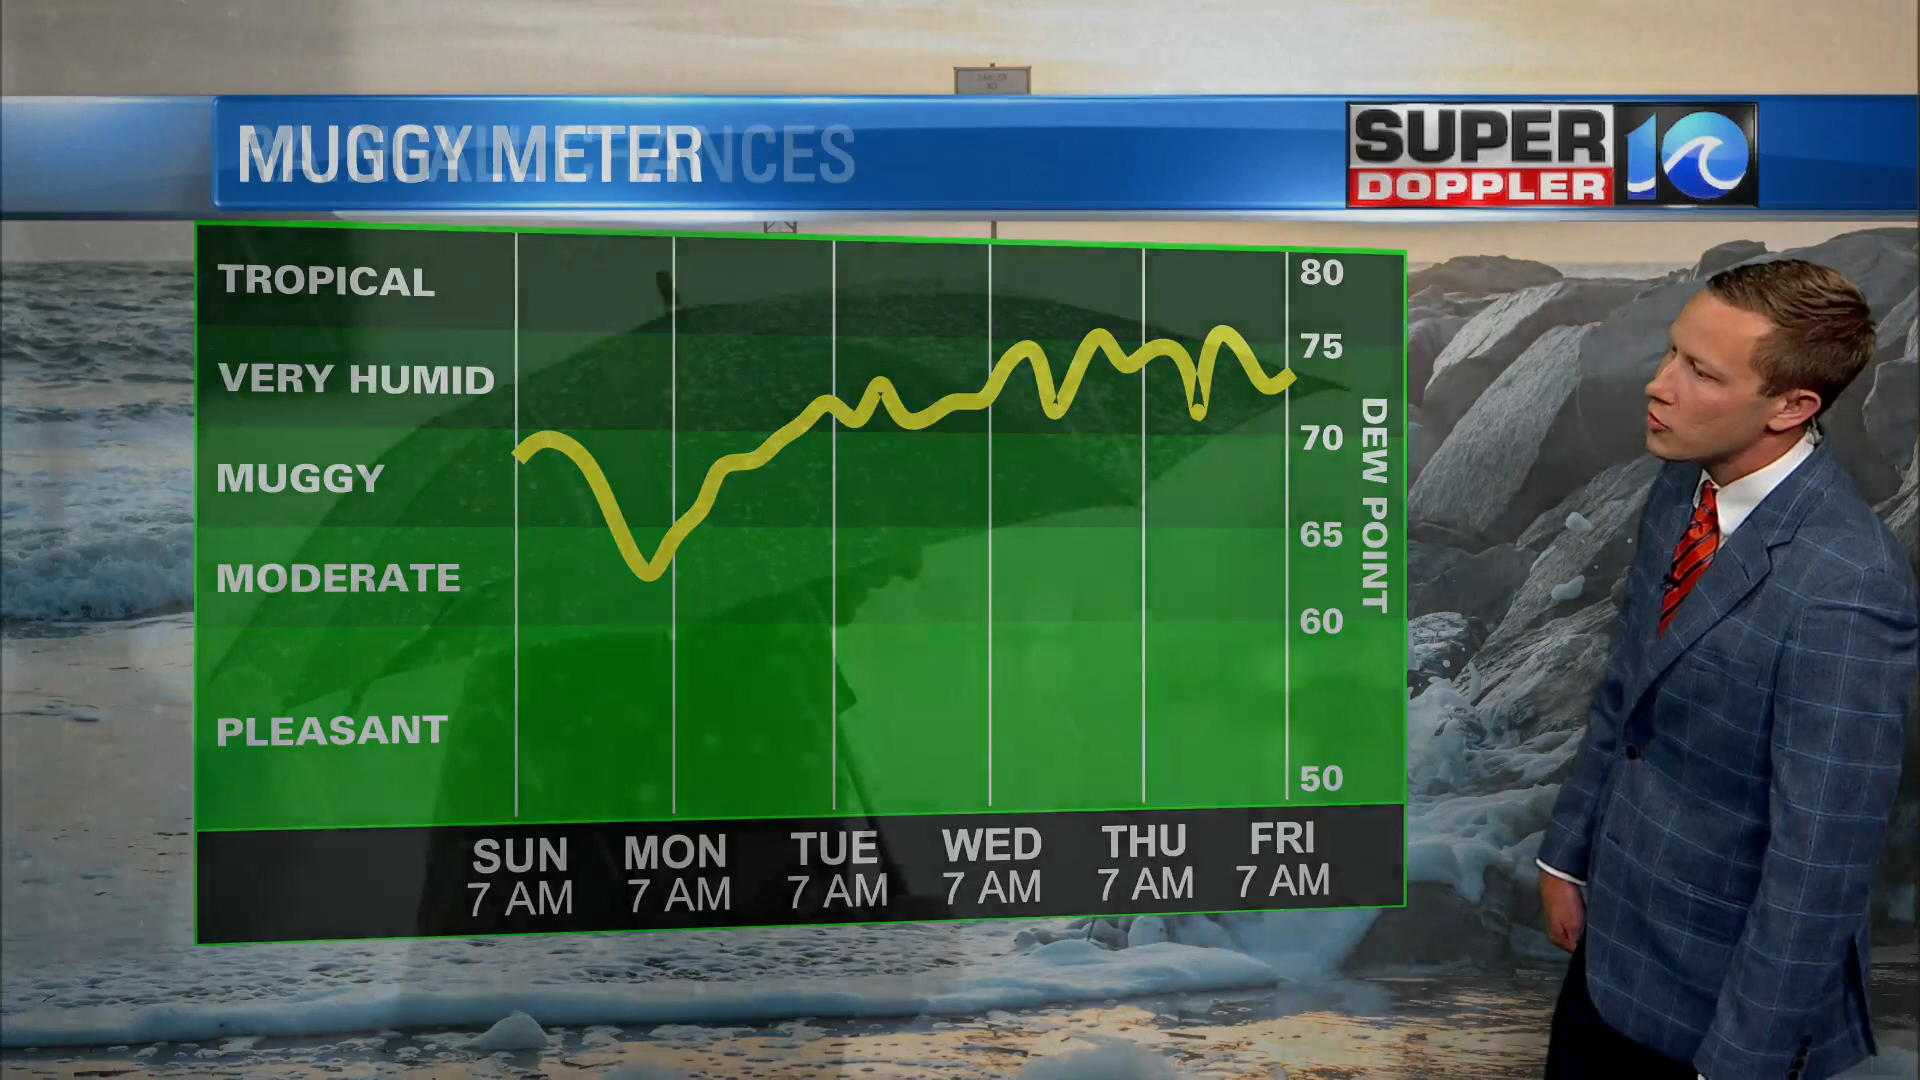 MUGGY METER
SUPER
DOPPLER
10
TROPICAL
VERY HUMID
MUGGY
MODERATE
PLEASANT
80
75
70
65
60
50
DEW POINT
SUN MON TUE WED THU FRI
7 AM 7 AM 7 AM 7 AM 7 AM 7 AM